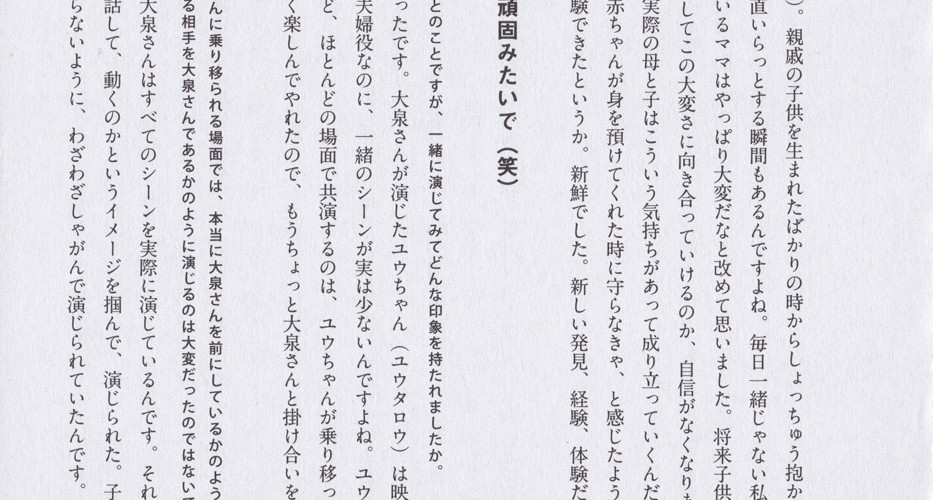 )。親戚の子供を生まれたばかりの時からしょっちゅう抱か
直いらっとする瞬間もあるんですよね。毎日一緒じゃない私
いるママはやっぱり大変だなと改めて思いました。将来子供
してこの大変さに向き合っていけるのか、自信がなくなりも
実際の母と子はこういう気持ちがあって成り立っていくんだ
赤ちゃんが身を預けてくれた時に守らなきゃ、と感じたよう
験できたというか。新鮮でした。新しい発見、経験、体験だ
頑固みたいで(笑)
とのことですが、一緒に演じてみてどんな印象を持たれましたか。
ったです。大泉さんが演じたユウちゃん(ユウタロウ)は映
夫婦役なのに、一緒のシーンが実は少ないんですよね。ユウ
ど、ほとんどの場面で共演するのは、ユウちゃんが乗り移っ
く楽しんでやれたので、もうちょっと大泉さんと掛け合いを
んに乗り移られる場面では、本当に大泉さんを前にしているかのよう
る相手を大泉さんであるかのように演じるのは大変だったのではない
大泉さんはすべてのシーンを実際に演じているんです。それ
話して、動くのかというイメージを掴んで、演じられた。子
らないように、わざわざしゃがんで演じられていたんです。